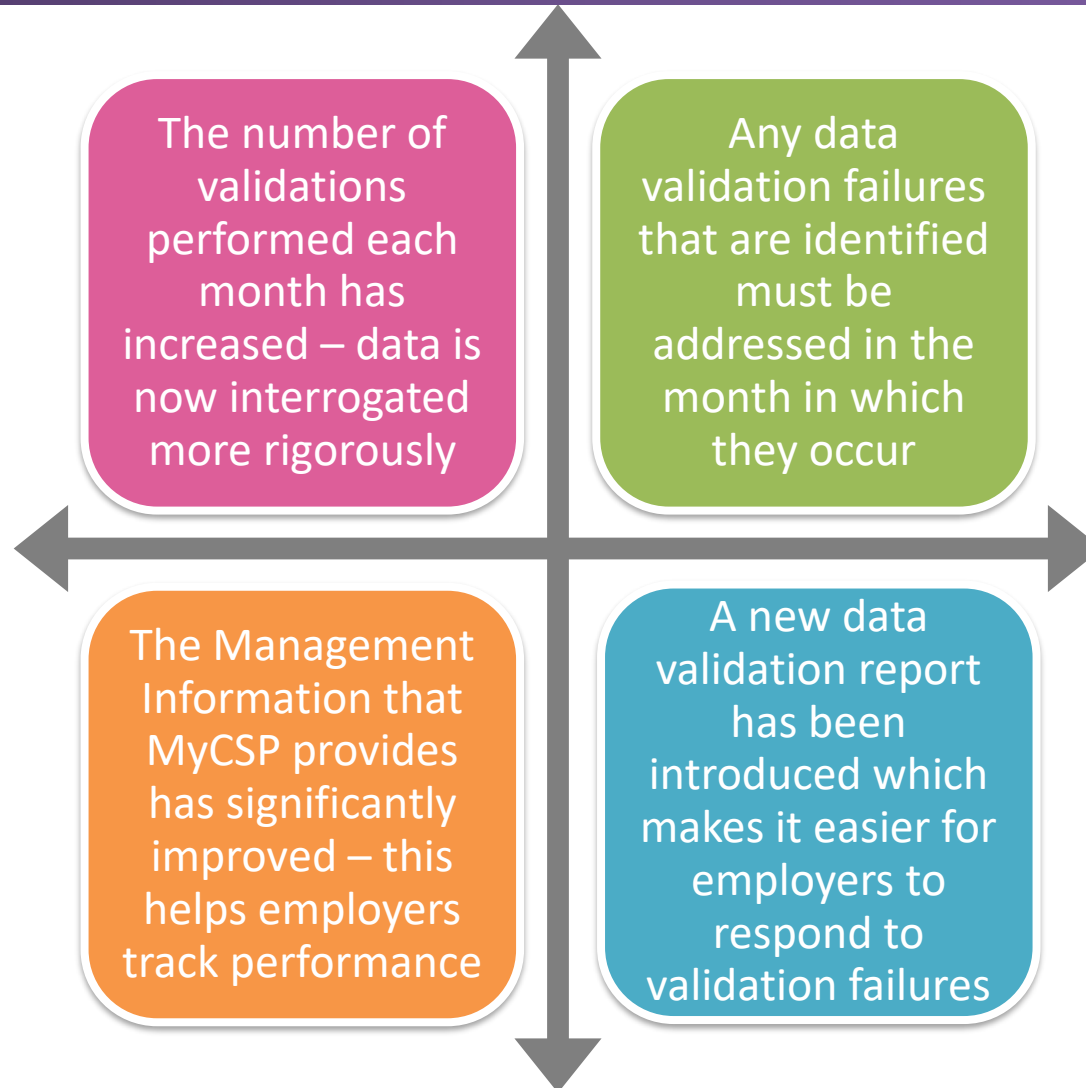 The number of
validations
performed each
month has
increased – data is
now interrogated
more rigorously
Any data
validation failures
that are identified
must be
addressed in the
month in which
they occur
The Management
Information that
MyCSP provides
has significantly
improved – this
helps employers
track performance
A new data
validation report
has been
introduced which
makes it easier for
employers to
respond to
validation failures